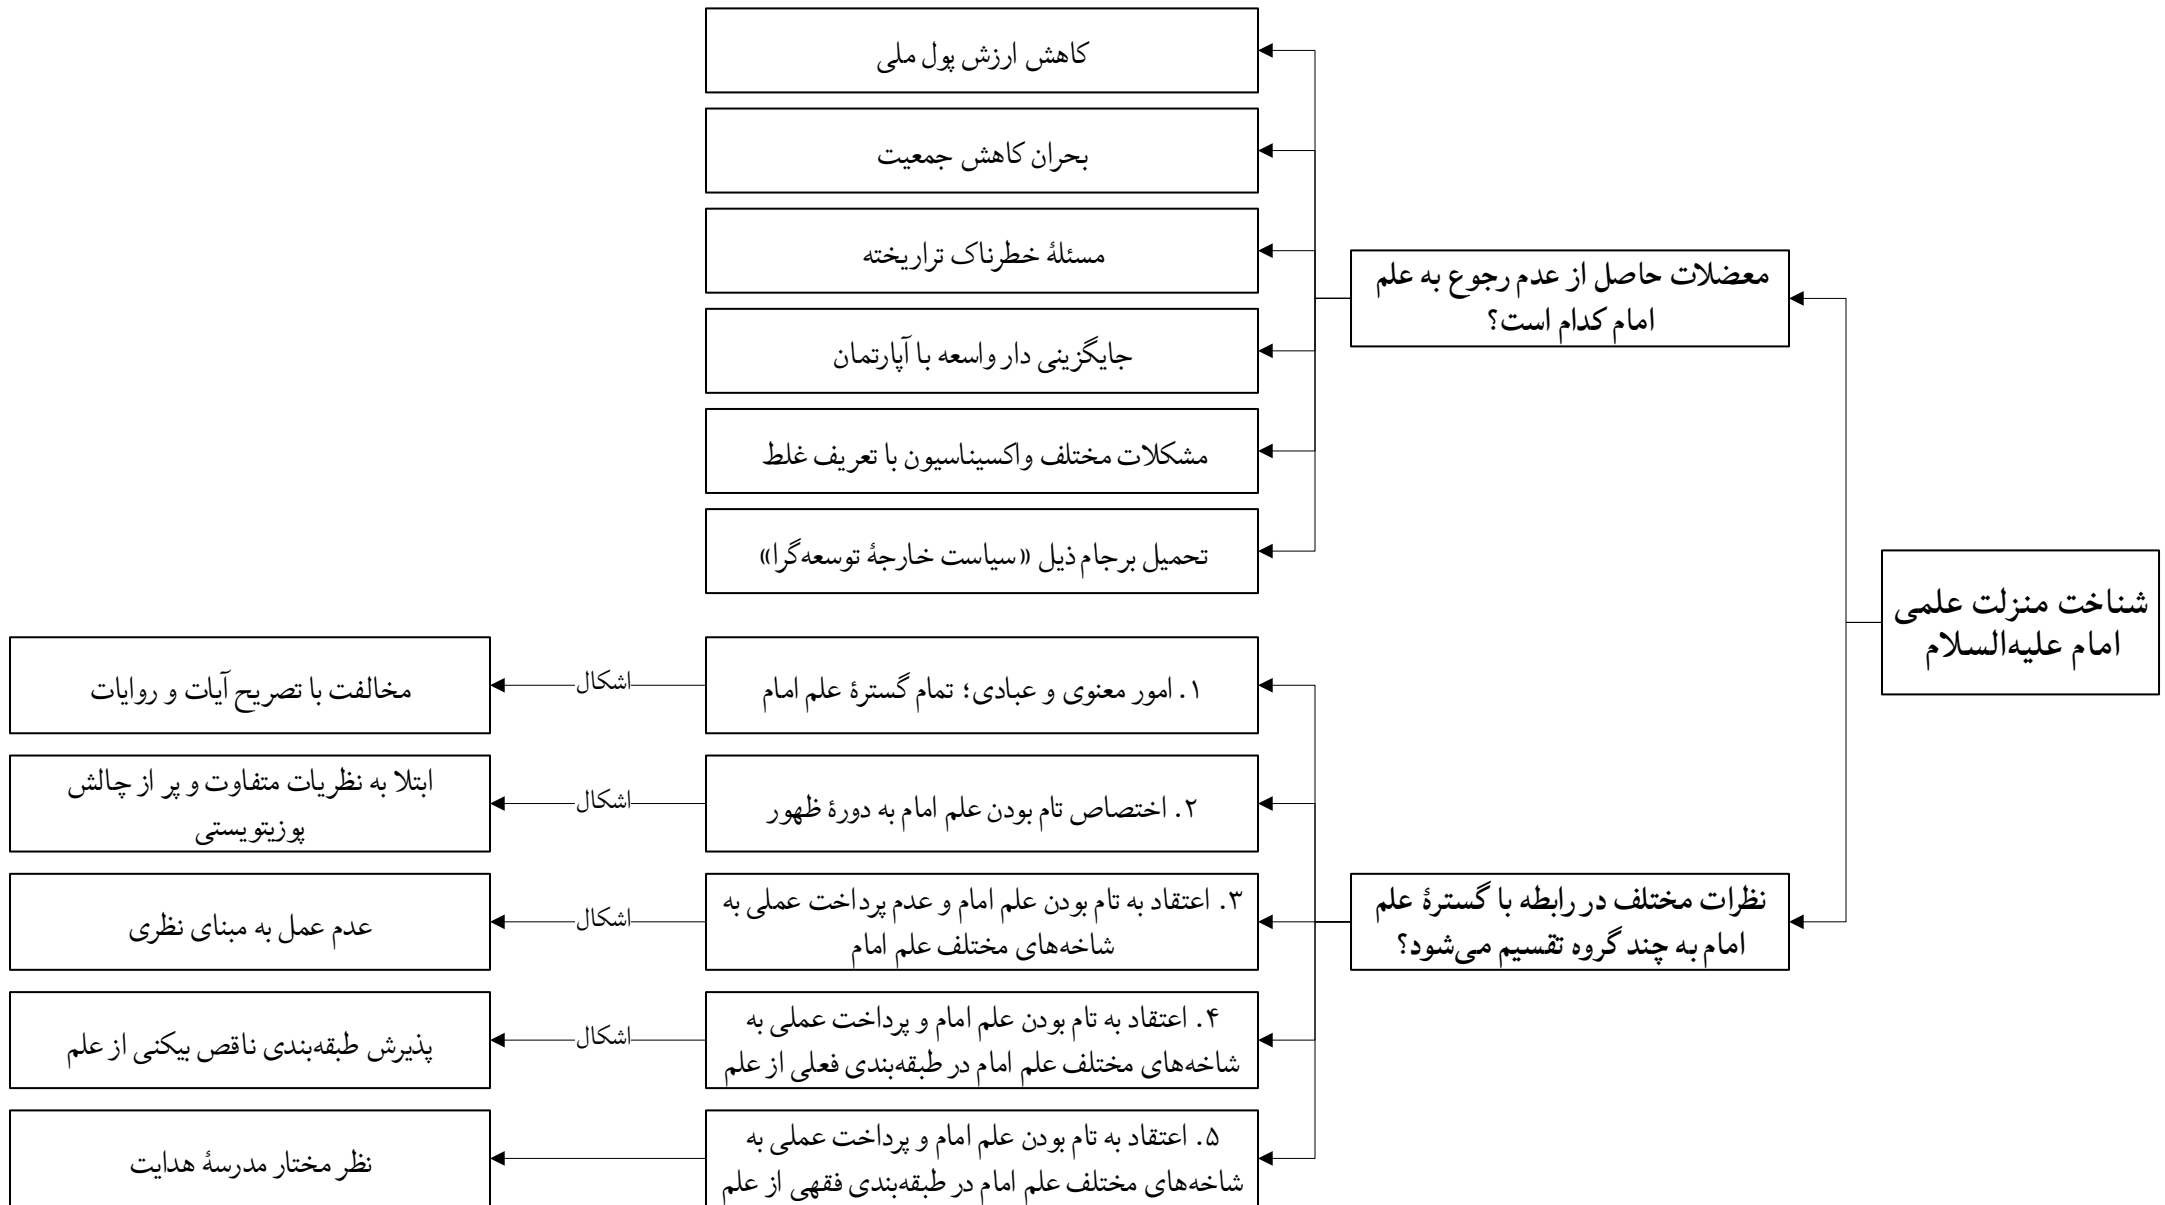 شناخت منزلت علمی
امام علیه‌السلام
معضلات حاصل از عدم رجوع به علم
امام کدام است؟
کاهش ارزش پول ملی
بحران کاهش جمعیت
مسئلهٔ خطرناک تراریخته
جایگزینی دار واسعه با آپارتمان
مشکلات مختلف واکسیناسیون با تعریف غلط
تحمیل برجام ذیل «سیاست خارجهٔ توسعه‌گرا»
نظرات مختلف در رابطه با گسترهٔ علم
امام به چند گروه تقسیم می‌شود؟
۱. امور معنوی و عبادی؛ تمام گسترهٔ علم امام
اشکال
مخالفت با تصریح آیات و روایات
۲. اختصاص تام بودن علم امام به دورهٔ ظهور
اشکال
ابتلا به نظریات متفاوت و پر از چالش
پوزیتویستی
۳. اعتقاد به تام بودن علم امام و عدم پرداخت عملی به
شاخه‌های مختلف علم امام
اشکال
عدم عمل به مبنای نظری
۴. اعتقاد به تام بودن علم امام و پرداخت عملی به
شاخه‌های مختلف علم امام در طبقه‌بندی فعلی از علم
اشکال
پذیرش طبقه‌بندی ناقص بیکنی از علم
۵. اعتقاد به تام بودن علم امام و پرداخت عملی به
شاخه‌های مختلف علم امام در طبقه‌بندی فقهی از علم
نظر مختار مدرسهٔ هدایت